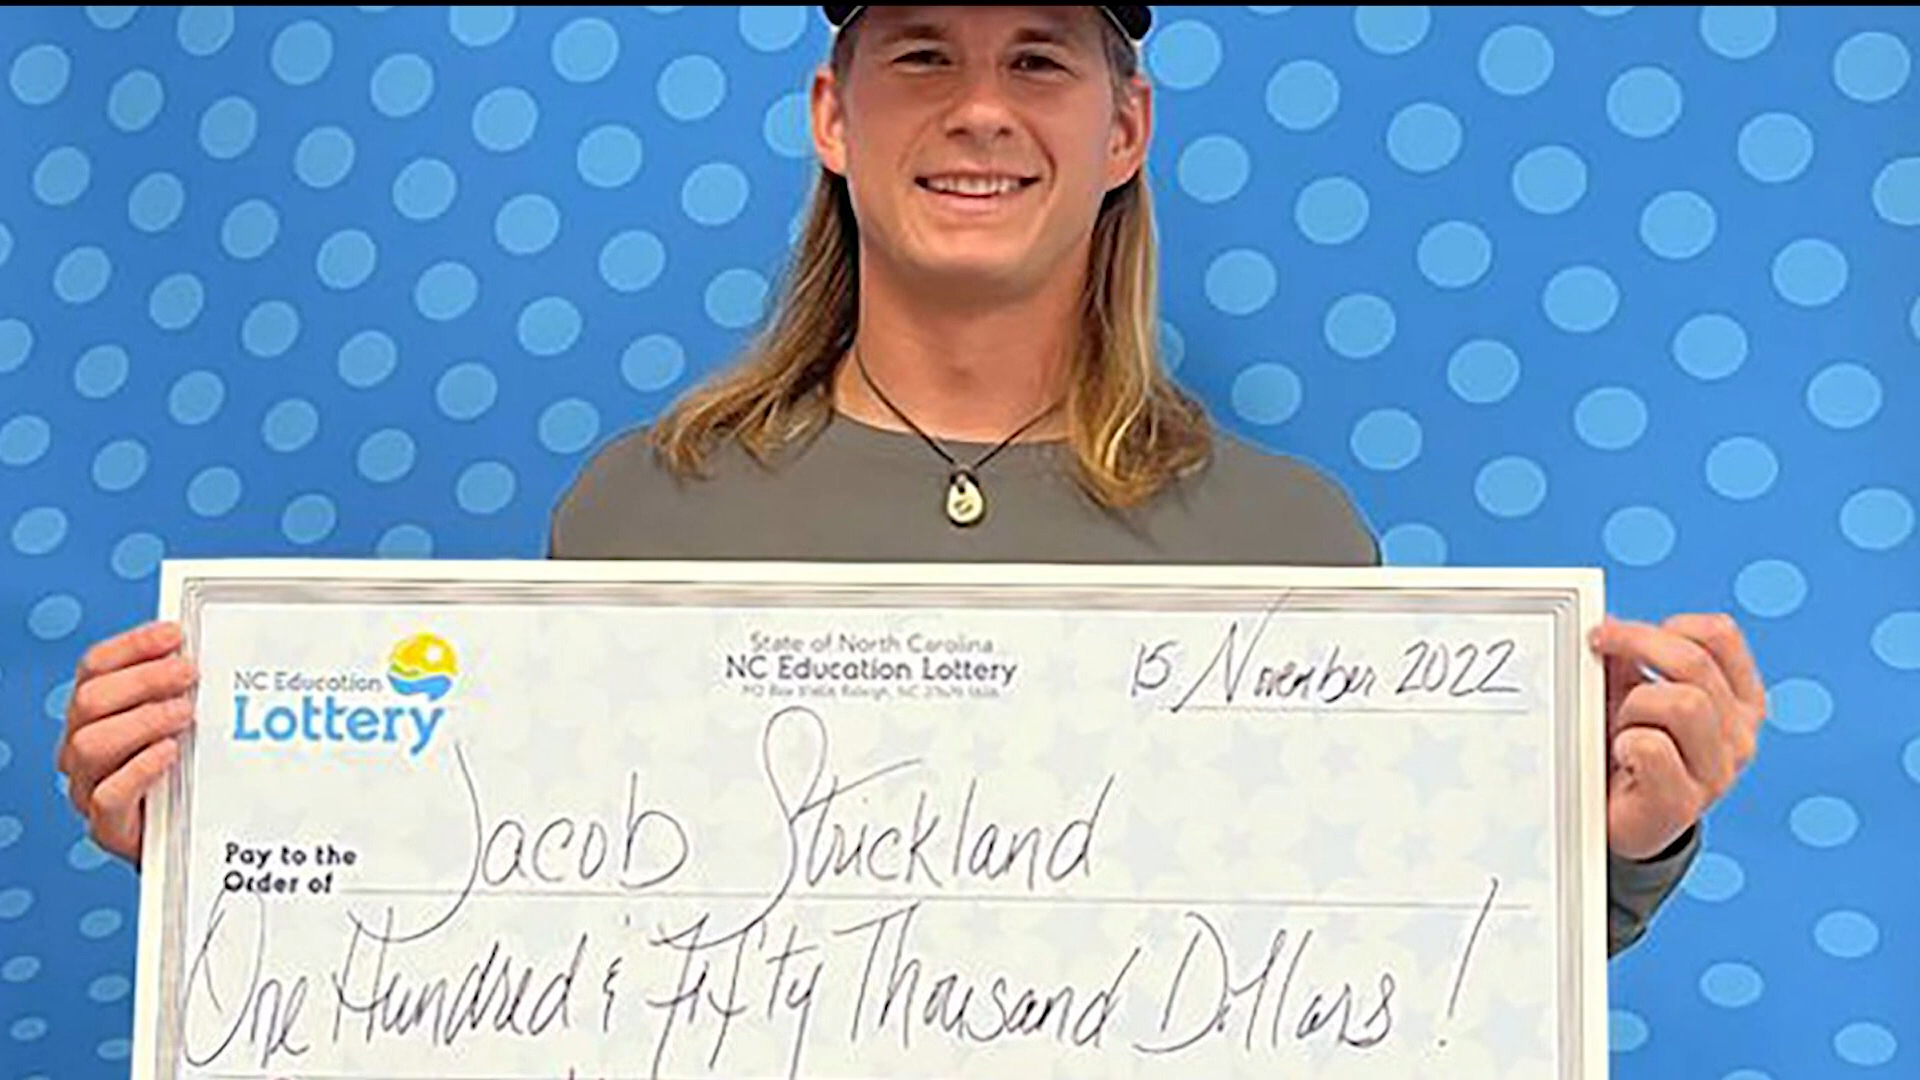 NC Education
Lottery
State of North Carolina
NC Education Lottery
15 November 2022
Pay to the
Order of
Jacob Strickland
One Hundred & Fifty Thousand Dollars!